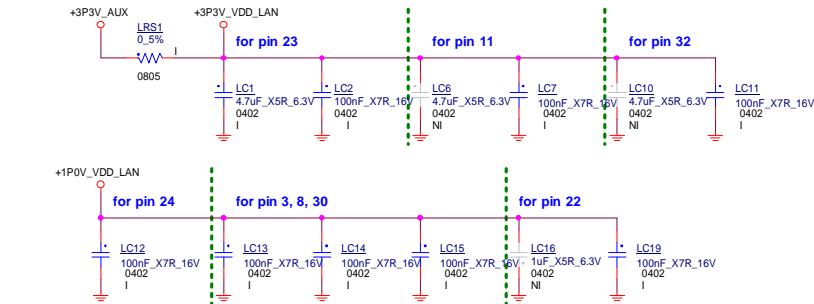 +3P3V_AUX
+3P3V_VDD_LAN
LRS1
0_5%
I
0805
for pin 23
for pin 11
for pin 32
LC1
4.7uF_X5R_6.3V
0402
I
LC2
100nF_X7R_16V
0402
I
LC6
4.7uF_X5R_6.3V
0402
NI
LC7
100nF_X7R_16V
0402
I
LC10
4.7uF_X5R_6.3V
0402
NI
LC11
100nF_X7R_16V
0402
I
+1P0V_VDD_LAN
for pin 24
for pin 3, 8, 30
for pin 22
LC12
100nF_X7R_16V
0402
I
LC13
100nF_X7R_16V
0402
I
LC14
100nF_X7R_16V
0402
I
LC15
100nF_X7R_16V
0402
I
LC16
1uF_X5R_6.3V
0402
NI
LC19
100nF_X7R_16V
0402
I